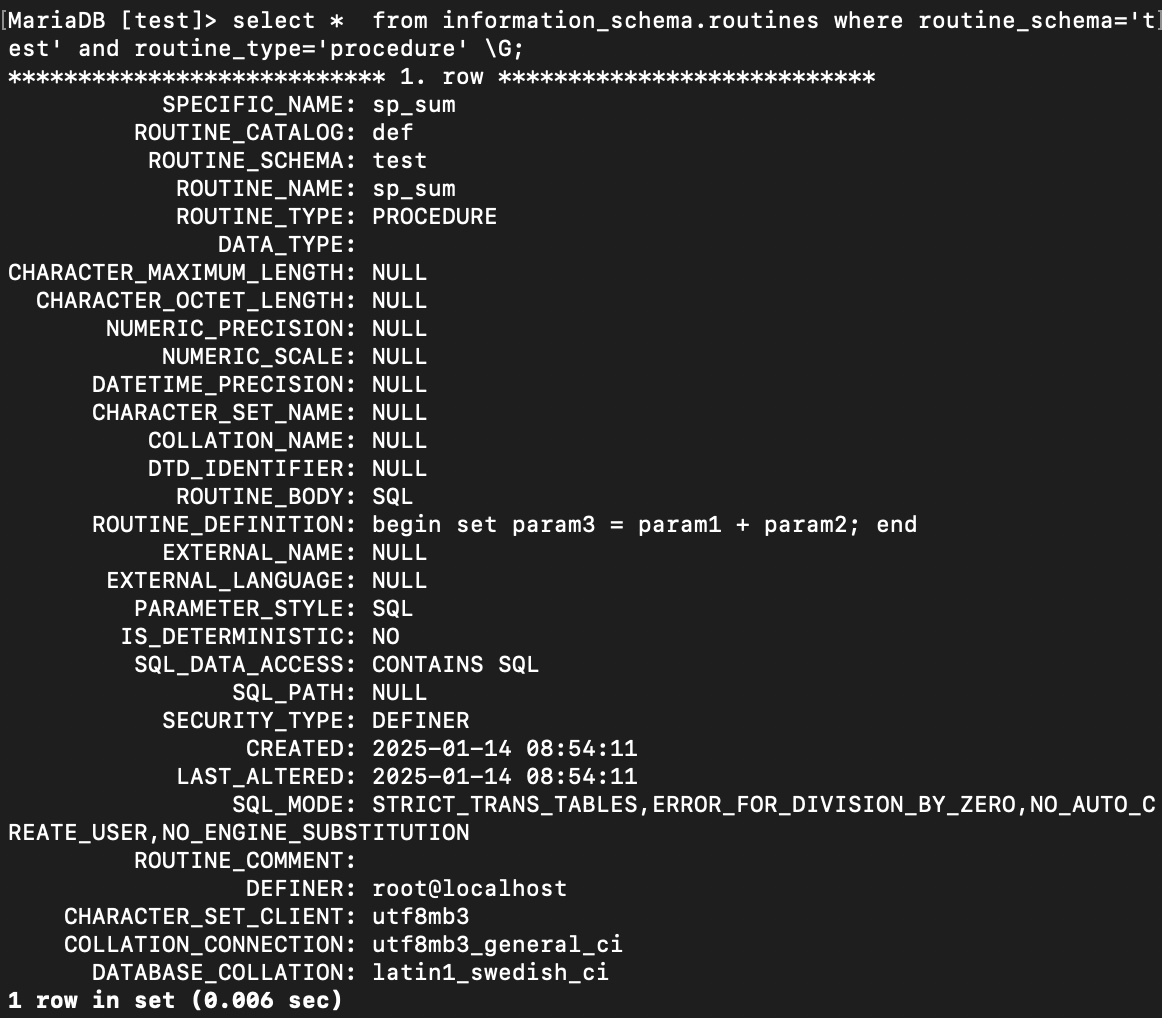 [MariaDB [test]> select *  from information_schema.routines where routine_schema='t]
est' and routine_type='procedure' \G;
*************************** 1. row ***************************
           SPECIFIC_NAME: sp_sum
         ROUTINE_CATALOG: def
          ROUTINE_SCHEMA: test
            ROUTINE_NAME: sp_sum
            ROUTINE_TYPE: PROCEDURE
               DATA_TYPE:
CHARACTER_MAXIMUM_LENGTH: NULL
  CHARACTER_OCTET_LENGTH: NULL
       NUMERIC_PRECISION: NULL
           NUMERIC_SCALE: NULL
      DATETIME_PRECISION: NULL
      CHARACTER_SET_NAME: NULL
          COLLATION_NAME: NULL
          DTD_IDENTIFIER: NULL
            ROUTINE_BODY: SQL
      ROUTINE_DEFINITION: begin set param3 = param1 + param2; end
           EXTERNAL_NAME: NULL
       EXTERNAL_LANGUAGE: NULL
         PARAMETER_STYLE: SQL
        IS_DETERMINISTIC: NO
         SQL_DATA_ACCESS: CONTAINS SQL
                SQL_PATH: NULL
           SECURITY_TYPE: DEFINER
                 CREATED: 2025-01-14 08:54:11
            LAST_ALTERED: 2025-01-14 08:54:11
                SQL_MODE: STRICT_TRANS_TABLES,ERROR_FOR_DIVISION_BY_ZERO,NO_AUTO_C
REATE_USER,NO_ENGINE_SUBSTITUTION
         ROUTINE_COMMENT:
                 DEFINER: root@localhost
    CHARACTER_SET_CLIENT: utf8mb3
    COLLATION_CONNECTION: utf8mb3_general_ci
      DATABASE_COLLATION: latin1_swedish_ci
1 row in set (0.006 sec)